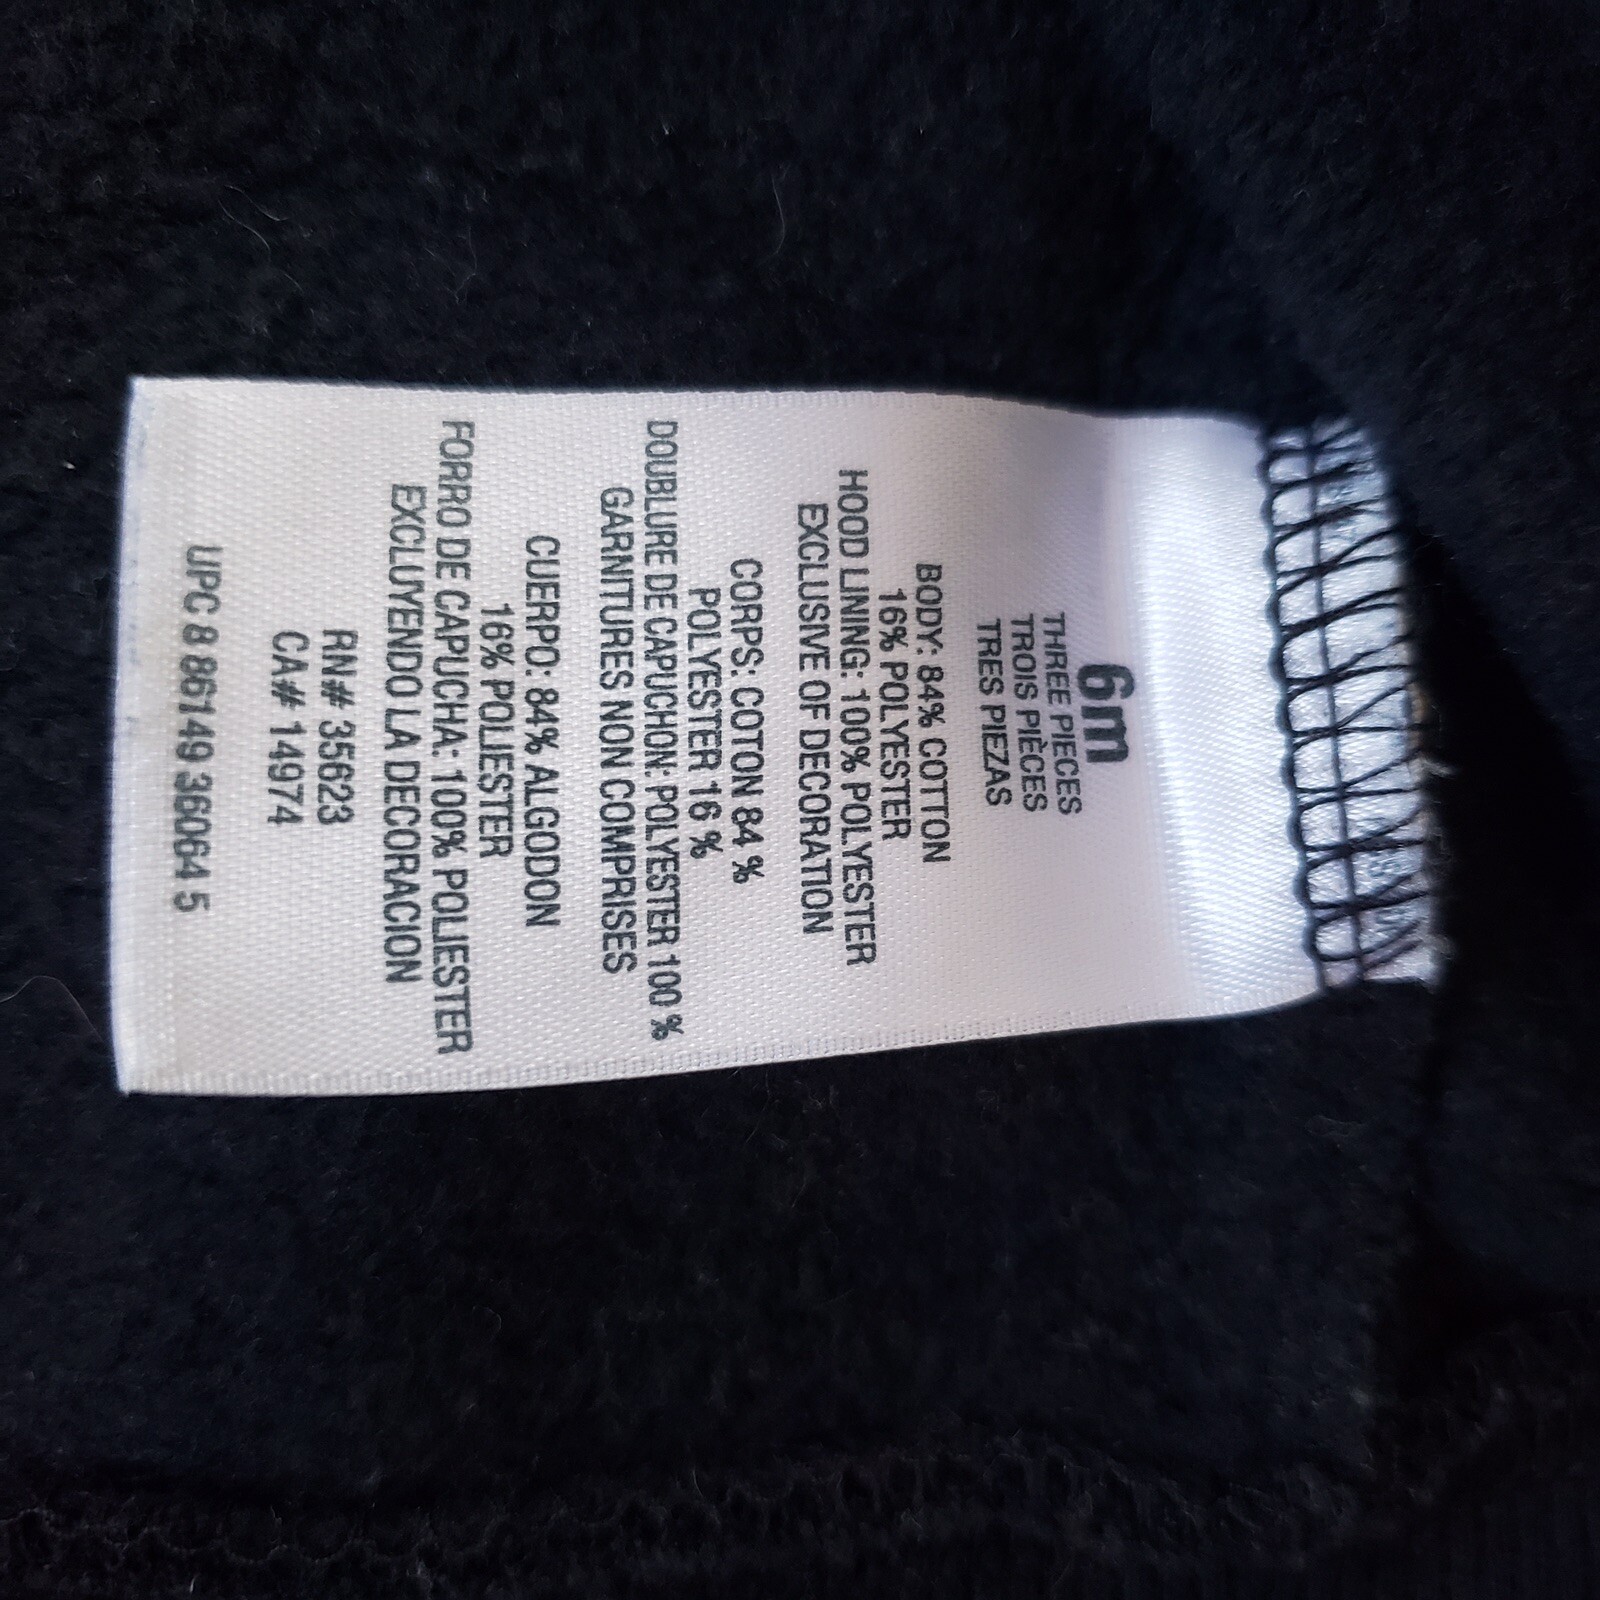 6m
THREE PIECES
TROIS PIÈCES
TRES PIEZAS
BODY: 84% COTTON
16% POLYESTER
HOOD LINING: 100% POLYESTER
EXCLUSIVE OF DECORATION
CORPS: COTON 84 %
POLYESTER 16 %
DOUBLURE DE CAPUCHON: POLYESTER 100 %
GARNITURES NON COMPRISES
CUERPO: 84% ALGODON
16% POLIESTER
FORRO DE CAPUCHA: 100% POLIESTER
EXCLUYENDO LA DECORACION
RN# 35623
CA# 14974
UPC 8 86149 36064 5